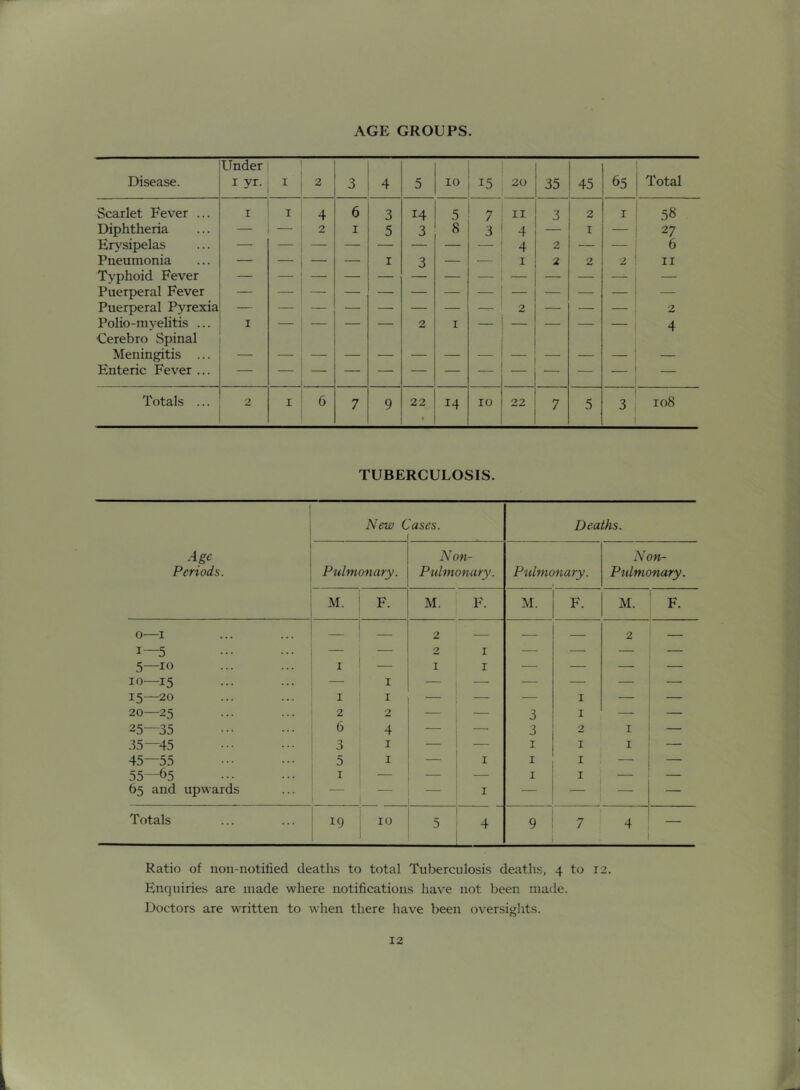 AGE GROUPS.
Disease. Under 1 yr. 1 2 3 4 5 10 15 20 35 45 65 Total
Scarlet Fever ... 1 1 4 6 3 14 5 7 11 3 2 1 58
Diphtheria ... — — 2 1 5 3 8 3 4 — 1 — 27
Erysipelas ... — — — — — — — — 4 2 — — 6
Pneumonia ... — — — — 1 3 — — 1 2 2 2 11
Typhoid Fever — — — — — — — — — — — — —
Puerperal Fever — — — — — — — — — — — — —
Puerperal Pyrexia — — — — — — — — 2 — — — 2
Polio-myelitis ... 1 — — — — 2 1 — — — — — 4
Cerebro Spinal
Meningitis ... — — — — — — — — — — — — —
Enteric Fever ... — — — — — — — — — — — — —
Totals ... 2 1 6 7 9 22 14 10 22 7 5 3 108
TUBERCULOSIS.
Age Periods. New Cases. Deaths.
Pulmonary. Non-Pulmonary. Pulmonary. Non-Pulmonary.
M. F. M. F. M. F. M. F.
0—1 ... ... — — 2 — — — 2 —
1—5 ... ... — — 2 1 — — — —
5—10 ... ... 1 — 1 1 — — — —
10—15 ... ... — 1 — — — — — —
15—20 ... ... 1 1 — — — 1 — —
20—25 ... ... 2 2 — — 3 1 — —
25—35 ... ... 6 4 — — 3 2 1 —
35—45 ... ... 3 1 — — 1 1 1 —
45—55 ... ... 5 1 — 1 1 1 — —
55—65 ... ... 1 — — — 1 1 — —
65 and upwards ... — — — 1 — — — —
Totals ... ... 19 10 5 4 9 7 4 —
Ratio of non-notified deaths to total Tuberculosis deaths, 4 to 12.
Enquiries are made where notifications have not been made.
Doctors are written to when there have been oversights.
12